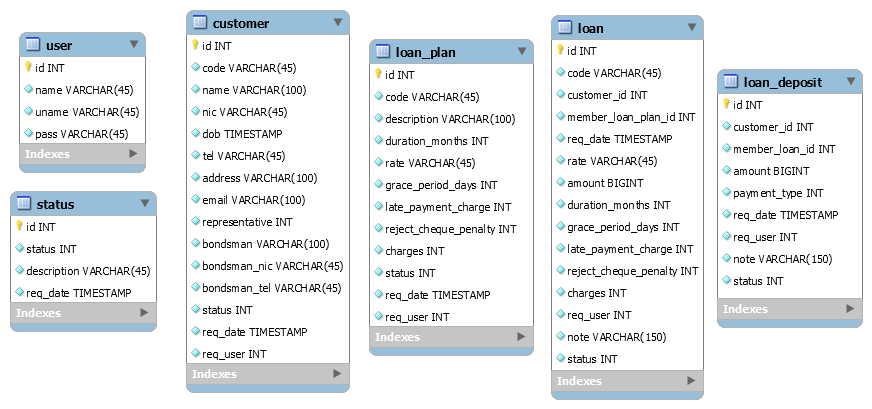 user
id INT
name VARCHAR(45)
uname VARCHAR(45)
pass VARCHAR(45)
Indexes
status
id INT
status INT
description VARCHAR(45)
req_date TIMESTAMP
Indexes
customer
id INT
code VARCHAR(45)
name VARCHAR(100)
nic VARCHAR(45)
dob TIMESTAMP
tel VARCHAR(45)
address VARCHAR(100)
email VARCHAR(100)
representative INT
bondsman VARCHAR(100)
bondsman_nic VARCHAR(45)
bondsman_tel VARCHAR(45)
status INT
req_date TIMESTAMP
req_user INT
Indexes
loan_plan
id INT
code VARCHAR(45)
description VARCHAR(100)
duration_months INT
rate VARCHAR(45)
grace_period_days INT
late_payment_charge INT
reject_cheque_penalty INT
charges INT
status INT
req_date TIMESTAMP
req_user INT
Indexes
loan
id INT
code VARCHAR(45)
customer_id INT
member_loan_plan_id INT
req_date TIMESTAMP
rate VARCHAR(45)
amount BIGINT
duration_months INT
grace_period_days INT
late_payment_charge INT
reject_cheque_penalty INT
charges INT
req_user INT
note VARCHAR(150)
status INT
Indexes
loan_deposit
id INT
customer_id INT
member_loan_id INT
amount BIGINT
payment_type INT
req_date TIMESTAMP
req_user INT
note VARCHAR(150)
status INT
Indexes